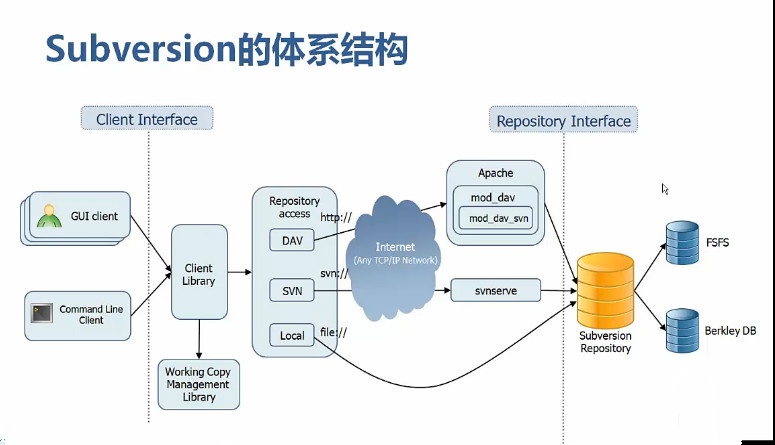 Subversion的体系结构
Client Interface
Repository Interface
GUI client
Command Line
Client
Client
Library
Working Copy
Management
Library
Repository
access
DAV
SVN
Local
http://
svn://
file://
Internet
(Any TCP/IP Network)
Apache
mod_dav
mod_dav_svn
svnserve
Subversion
Repository
FSFS
Berkley DB